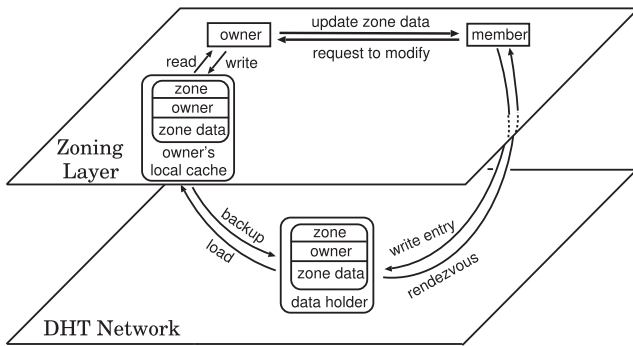 owner
update zone data
member
request to modify
read
write
zone
owner
zone data
owner's
local cache
Zoning
Layer
backup
load
zone
owner
zone data
data holder
write entry
rendezvous
DHT Network